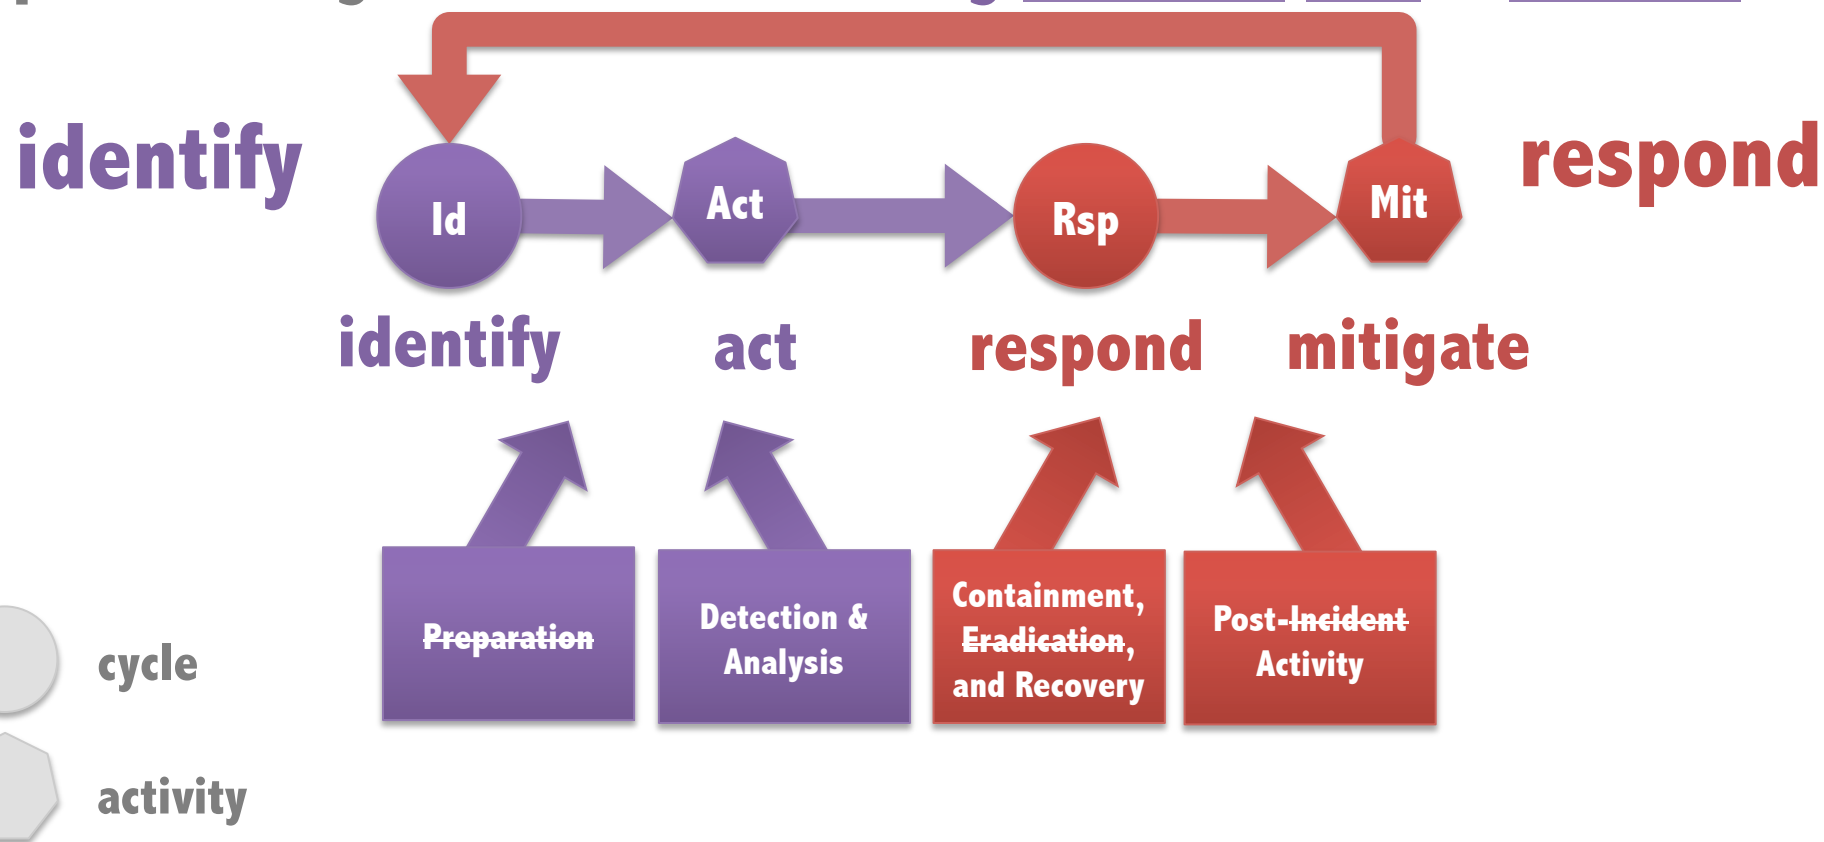 identify
respond
Id
Act
Rsp
Mit
identify
act
respond
mitigate
Preparation
Detection &
Analysis
Containment,
Eradication,
and Recovery
Post-Incident
Activity
cycle
activity